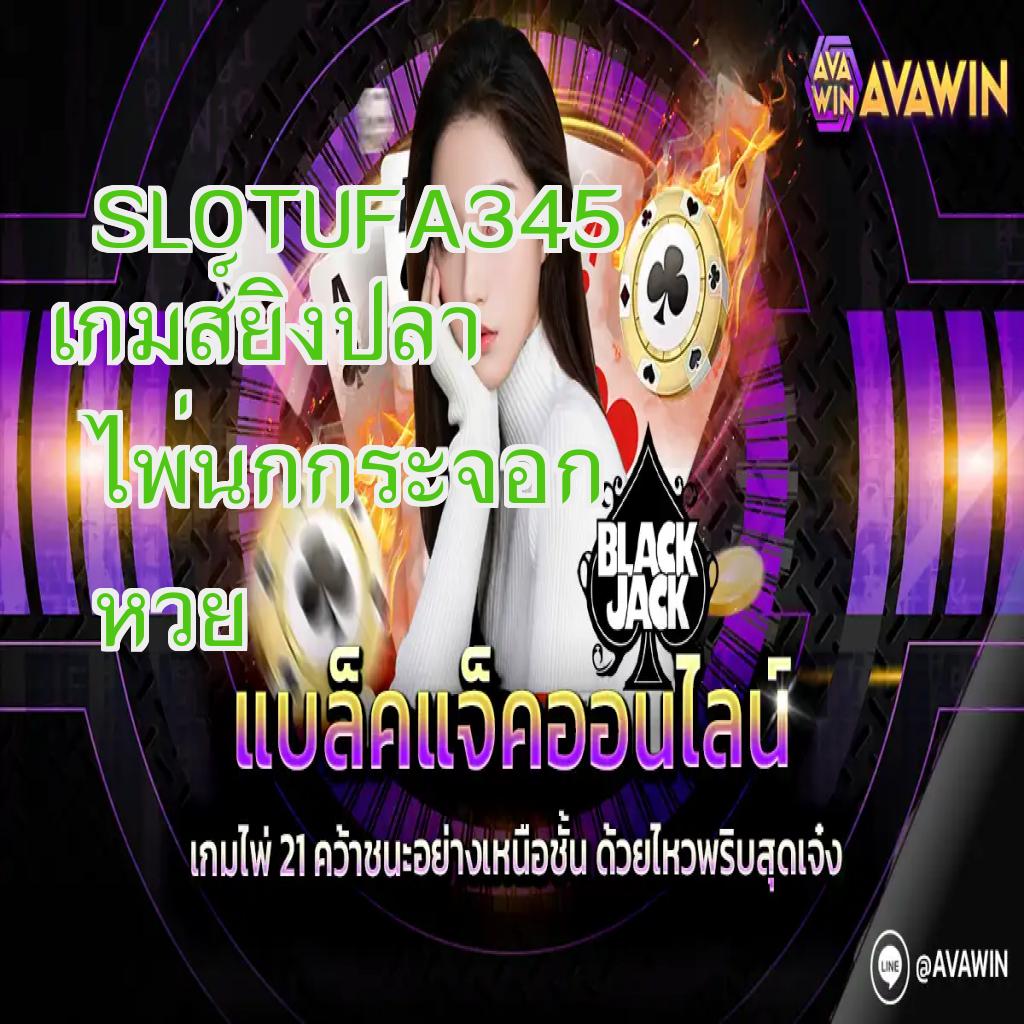 AVA
WIN
AVAWIN
SLOTUFA345
เกมส์ยิงปลา
ไพ่นกกระจอก
หวย
BLACK
JACK
แบล็คแจ็คออนไลน์
เกมไพ่ 21 คว้าชนะอย่างเหนือชั้น ด้วยไหวพริบสุดเจ๋ง
LINE
@AVAWIN